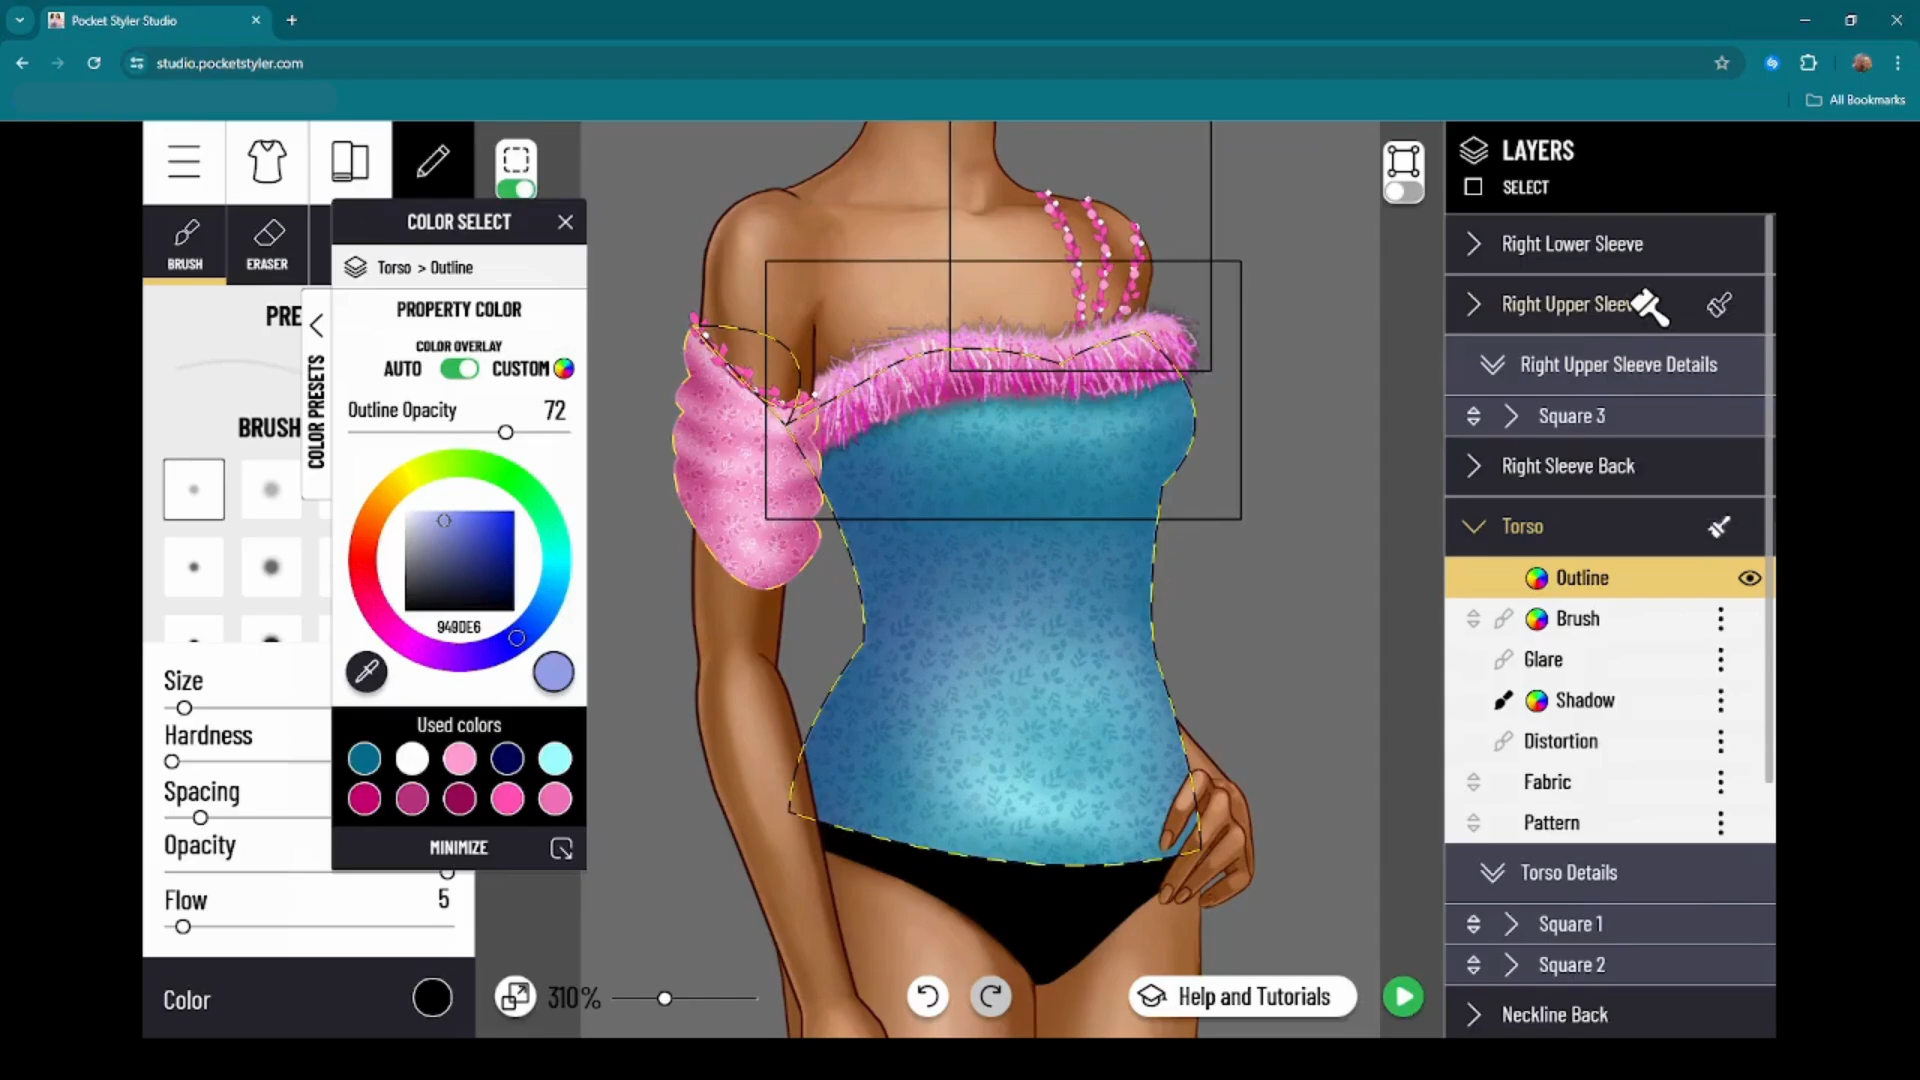 Pocket Styler Studio
studio.pocketstyler.com
All Bookmarks
BRUSH
ERASER
PRE
BRUSH
Size
Hardness
Spacing
Opacity
Flow
5
Color
COLOR SELECT
Torso > Outline
PROPERTY COLOR
COLOR OVERLAY
AUTO
CUSTOM
Outline Opacity
72
COLOR PRESETS
949DE6
Used colors
MINIMIZE
310%
Help and Tutorials
LAYERS
SELECT
Right Lower Sleeve
Right Upper Sleev
Right Upper Sleeve Details
Square 3
Right Sleeve Back
Torso
Outline
Brush
Glare
Shadow
Distortion
Fabric
Pattern
Torso Details
Square 1
Square 2
Neckline Back